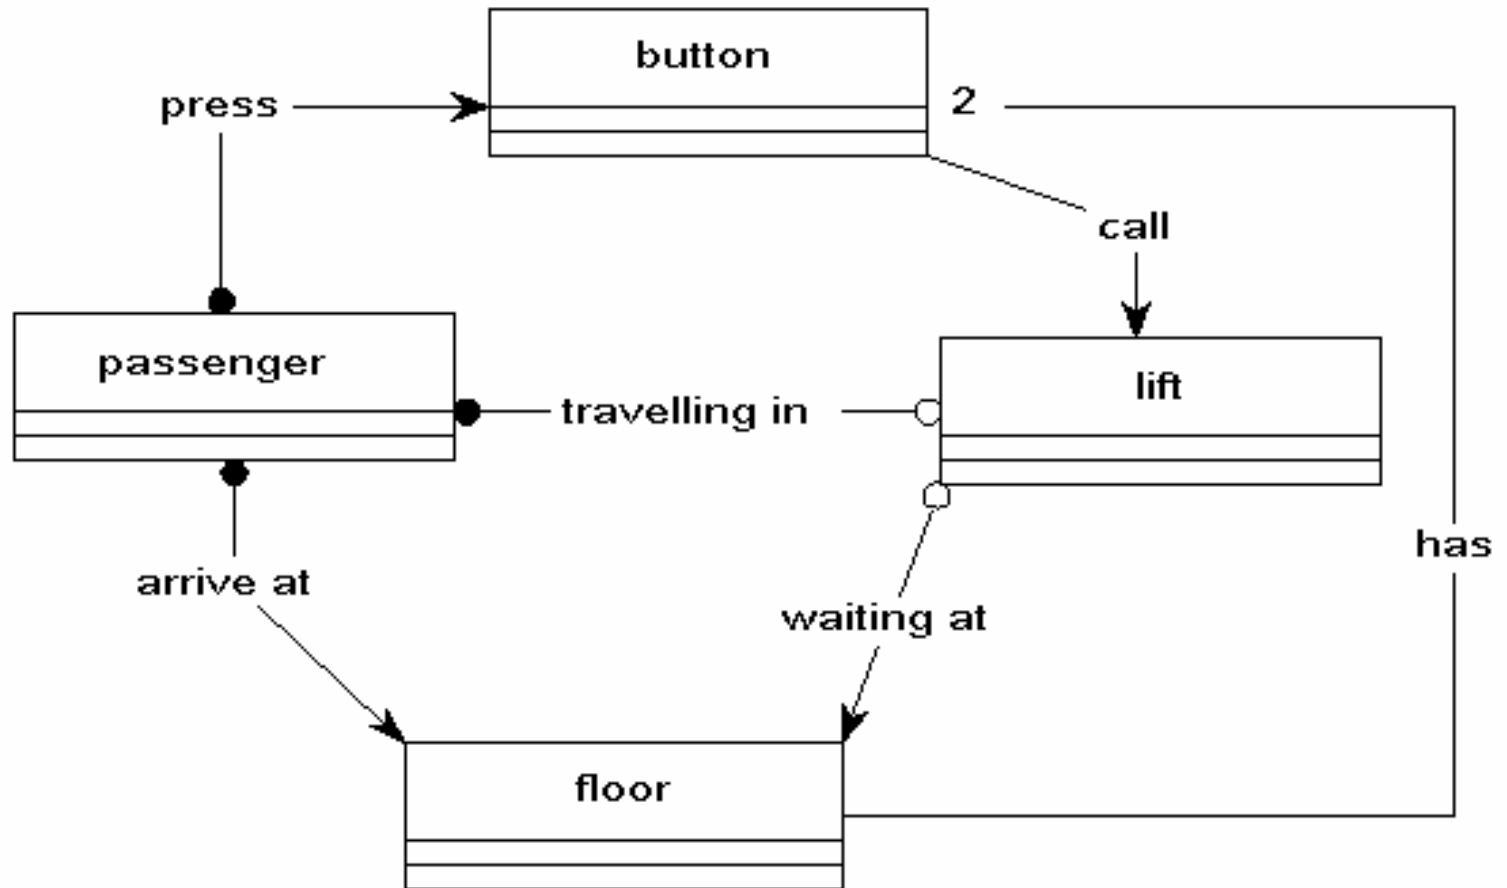 button
press
2
call
passenger
lift
travelling in
has
arrive at
waiting at
floor